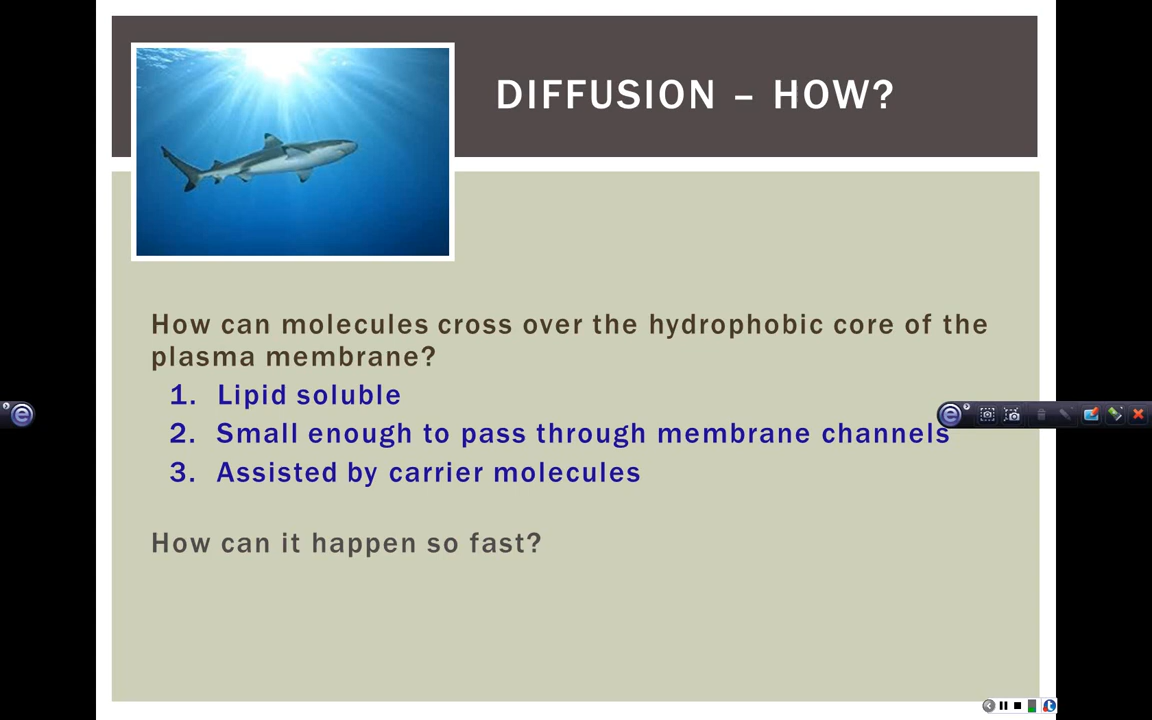 DIFFUSION – HOW?
How can molecules cross over the hydrophobic core of the
plasma membrane?
1. Lipid soluble
2. Small enough to pass through membrane channels
3. Assisted by carrier molecules
How can it happen so fast?